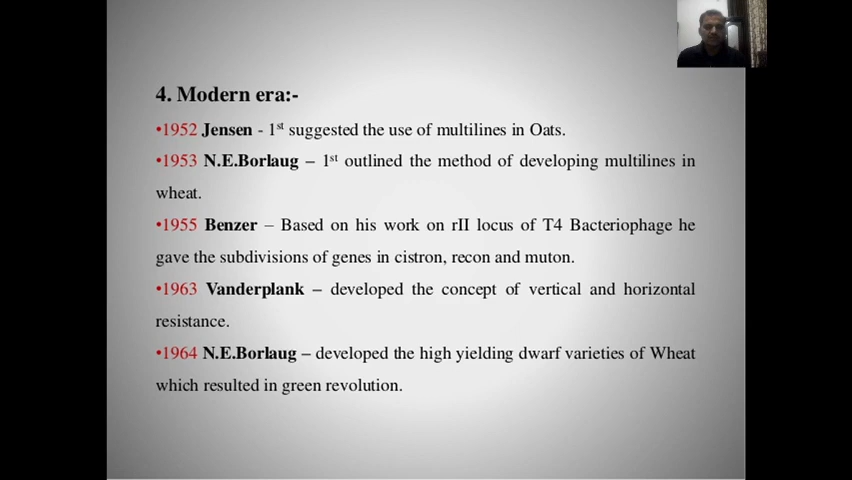 4. Modern era:-
•1952 Jensen - 1st suggested the use of multilines in Oats.
•1953 N.E.Borlaug – 1st outlined the method of developing multilines in
wheat.
•1955 Benzer – Based on his work on rII locus of T4 Bacteriophage he
gave the subdivisions of genes in cistron, recon and muton.
•1963 Vanderplank – developed the concept of vertical and horizontal
resistance.
•1964 N.E.Borlaug – developed the high yielding dwarf varieties of Wheat
which resulted in green revolution.